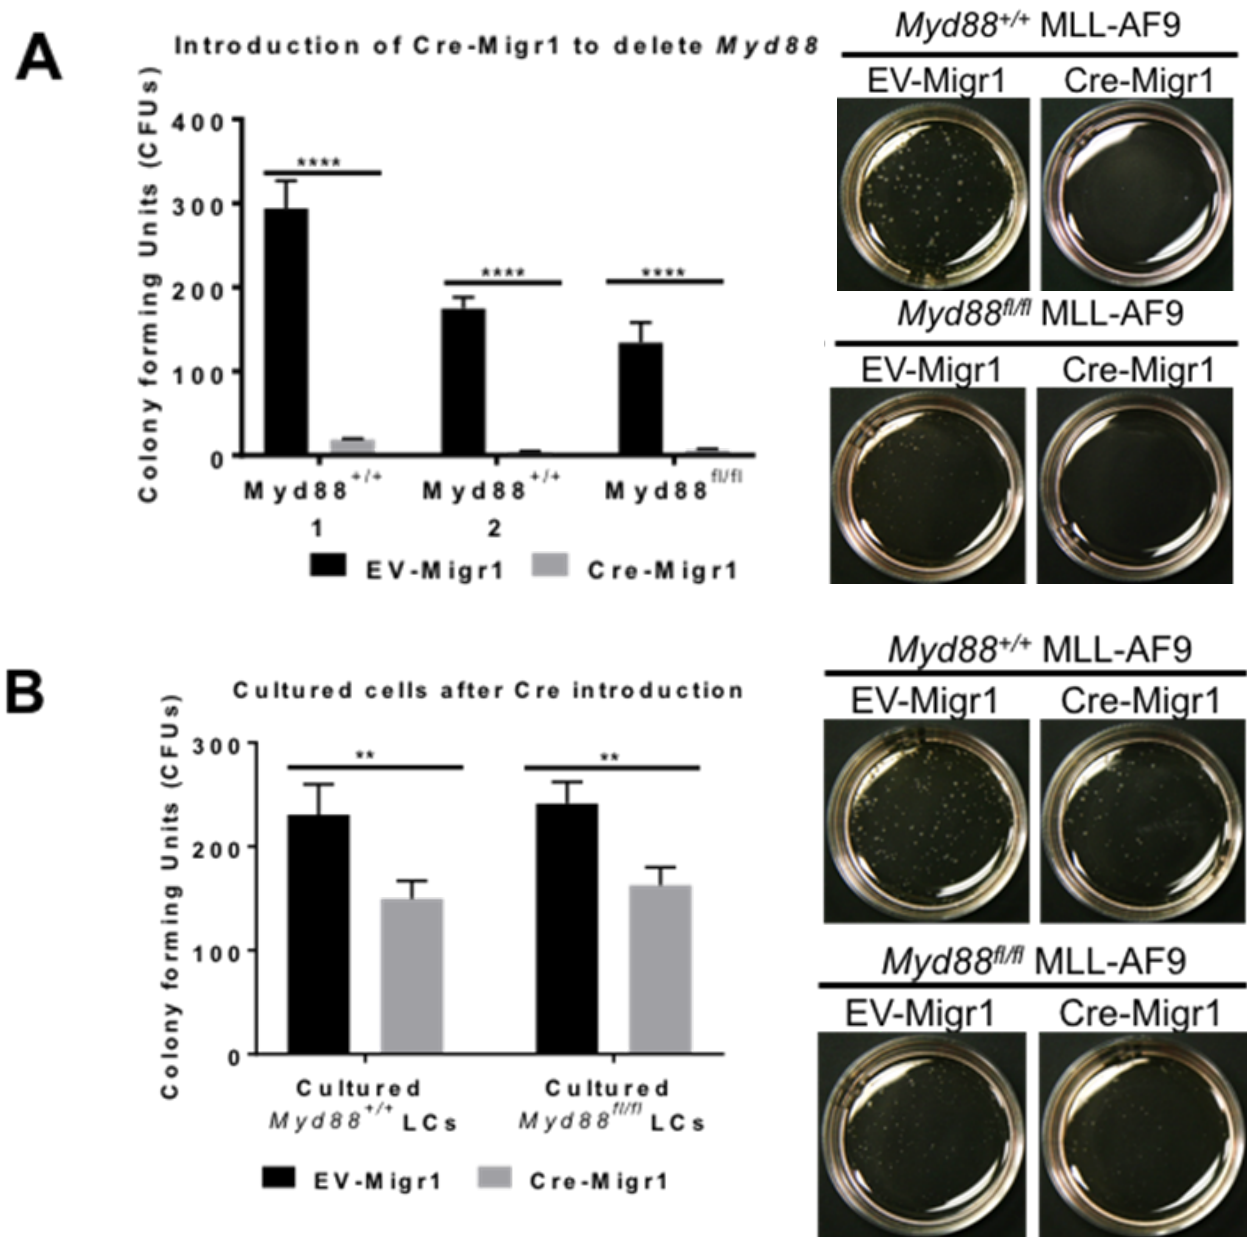 A
Introduction of Cre-Migr1 to delete Myd88
Colony forming Units (CFUs)
400
300
200
100
0
****
****
****
Myd88+/+
1
Myd88+/+
2
Myd88fl/fl
EV-Migr1
Cre-Migr1
Myd88+/+ MLL-AF9
EV-Migr1
Cre-Migr1
Myd88fl/fl MLL-AF9
EV-Migr1
Cre-Migr1
B
Cultured cells after Cre introduction
Colony forming Units (CFUs)
300
200
100
0
**
**
Cultured
Myd88+/+ LCs
Cultured
Myd88fl/fl LCs
EV-Migr1
Cre-Migr1
Myd88+/+ MLL-AF9
EV-Migr1
Cre-Migr1
Myd88fl/fl MLL-AF9
EV-Migr1
Cre-Migr1